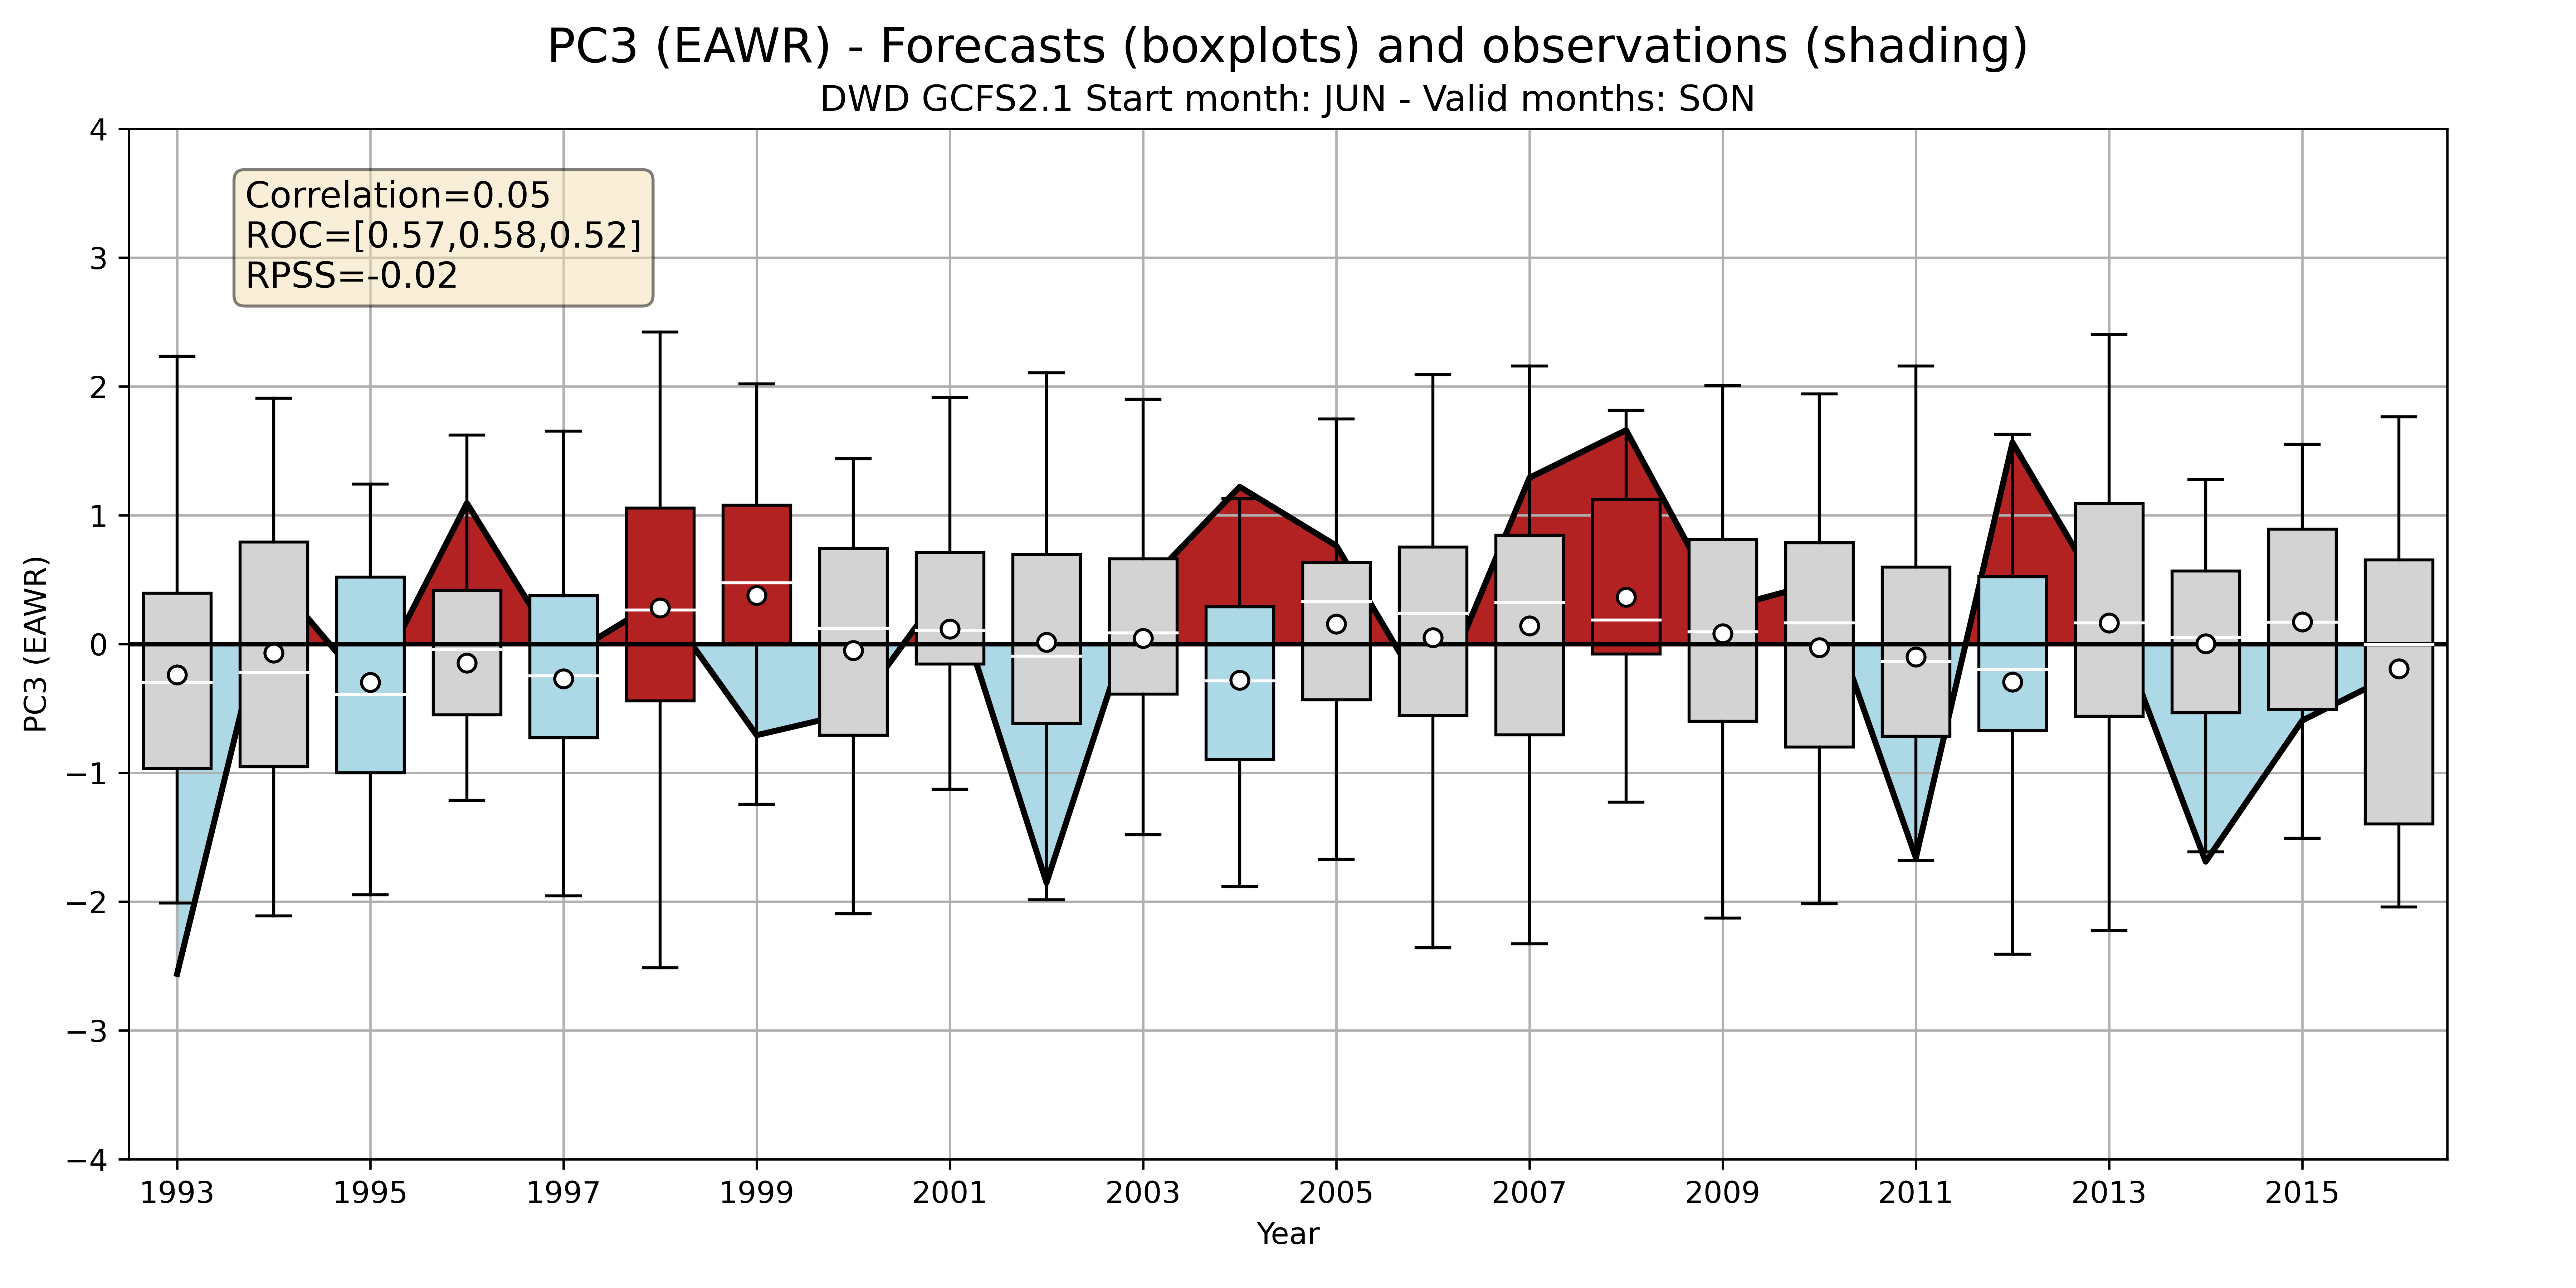 PC3 (EAWR) - Forecasts (boxplots) and observations (shading)
DWD GCFS2.1 Start month: JUN - Valid months: SON
Correlation=0.05
ROC=[0.57,0.58,0.52]
RPSS=-0.02
PC3 (EAWR)
4
3
2
1
0
−1
−2
−3
−4
1993 1995 1997 1999 2001 2003 2005 2007 2009 2011 2013 2015
Year